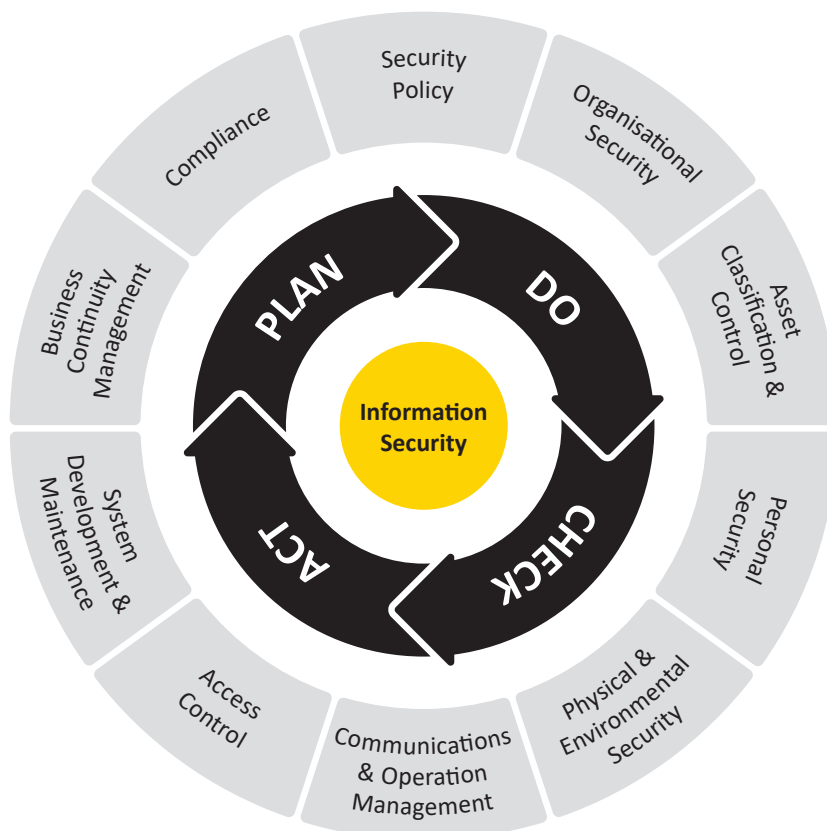 Security
Policy
Organisational
Security
Asset
Classification &
Control
Personal
Security
Physical &
Environmental
Security
Communications
& Operation
Management
Access
Control
System
Development &
Maintenance
Business
Continuity
Management
Compliance
PLAN
DO
CHECK
ACT
Information
Security